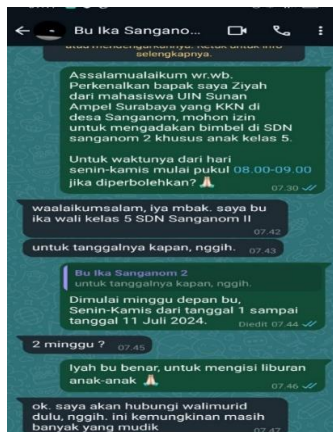 Bu Ika Sangano...
selengkapnya.
Assalamualaikum wr.wb.
Perkenalkan bapak saya Ziyah
dari mahasiswa UIN Sunan
Ampel Surabaya yang KKN di
desa Sanganom, mohon izin
untuk mengadakan bimbel di SDN
sanganom 2 khusus anak kelas 5.
Untuk waktunya dari hari
senin-kamis mulai pukul 08.00-09.00
jika diperbolehkan? 🙏
07.30
waalaikumsalam, iya mbak. saya bu
ika wali kelas 5 SDN Sanganom II
07.42
untuk tanggalnya kapan, nggih.
07.43
Bu Ika Sanganom 2
untuk tanggalnya kapan, nggih.
Dimulai minggu depan bu,
Senin-Kamis dari tanggal 1 sampai
tanggal 11 Juli 2024.
Diedit 07.44
2 minggu ?
07.45
Iyah bu benar, untuk mengisi liburan
anak-anak 🙏
07.46
ok. saya akan hubungi walimurid
dulu, nggih. ini kemungkinan masih
banyak yang mudik
07.47